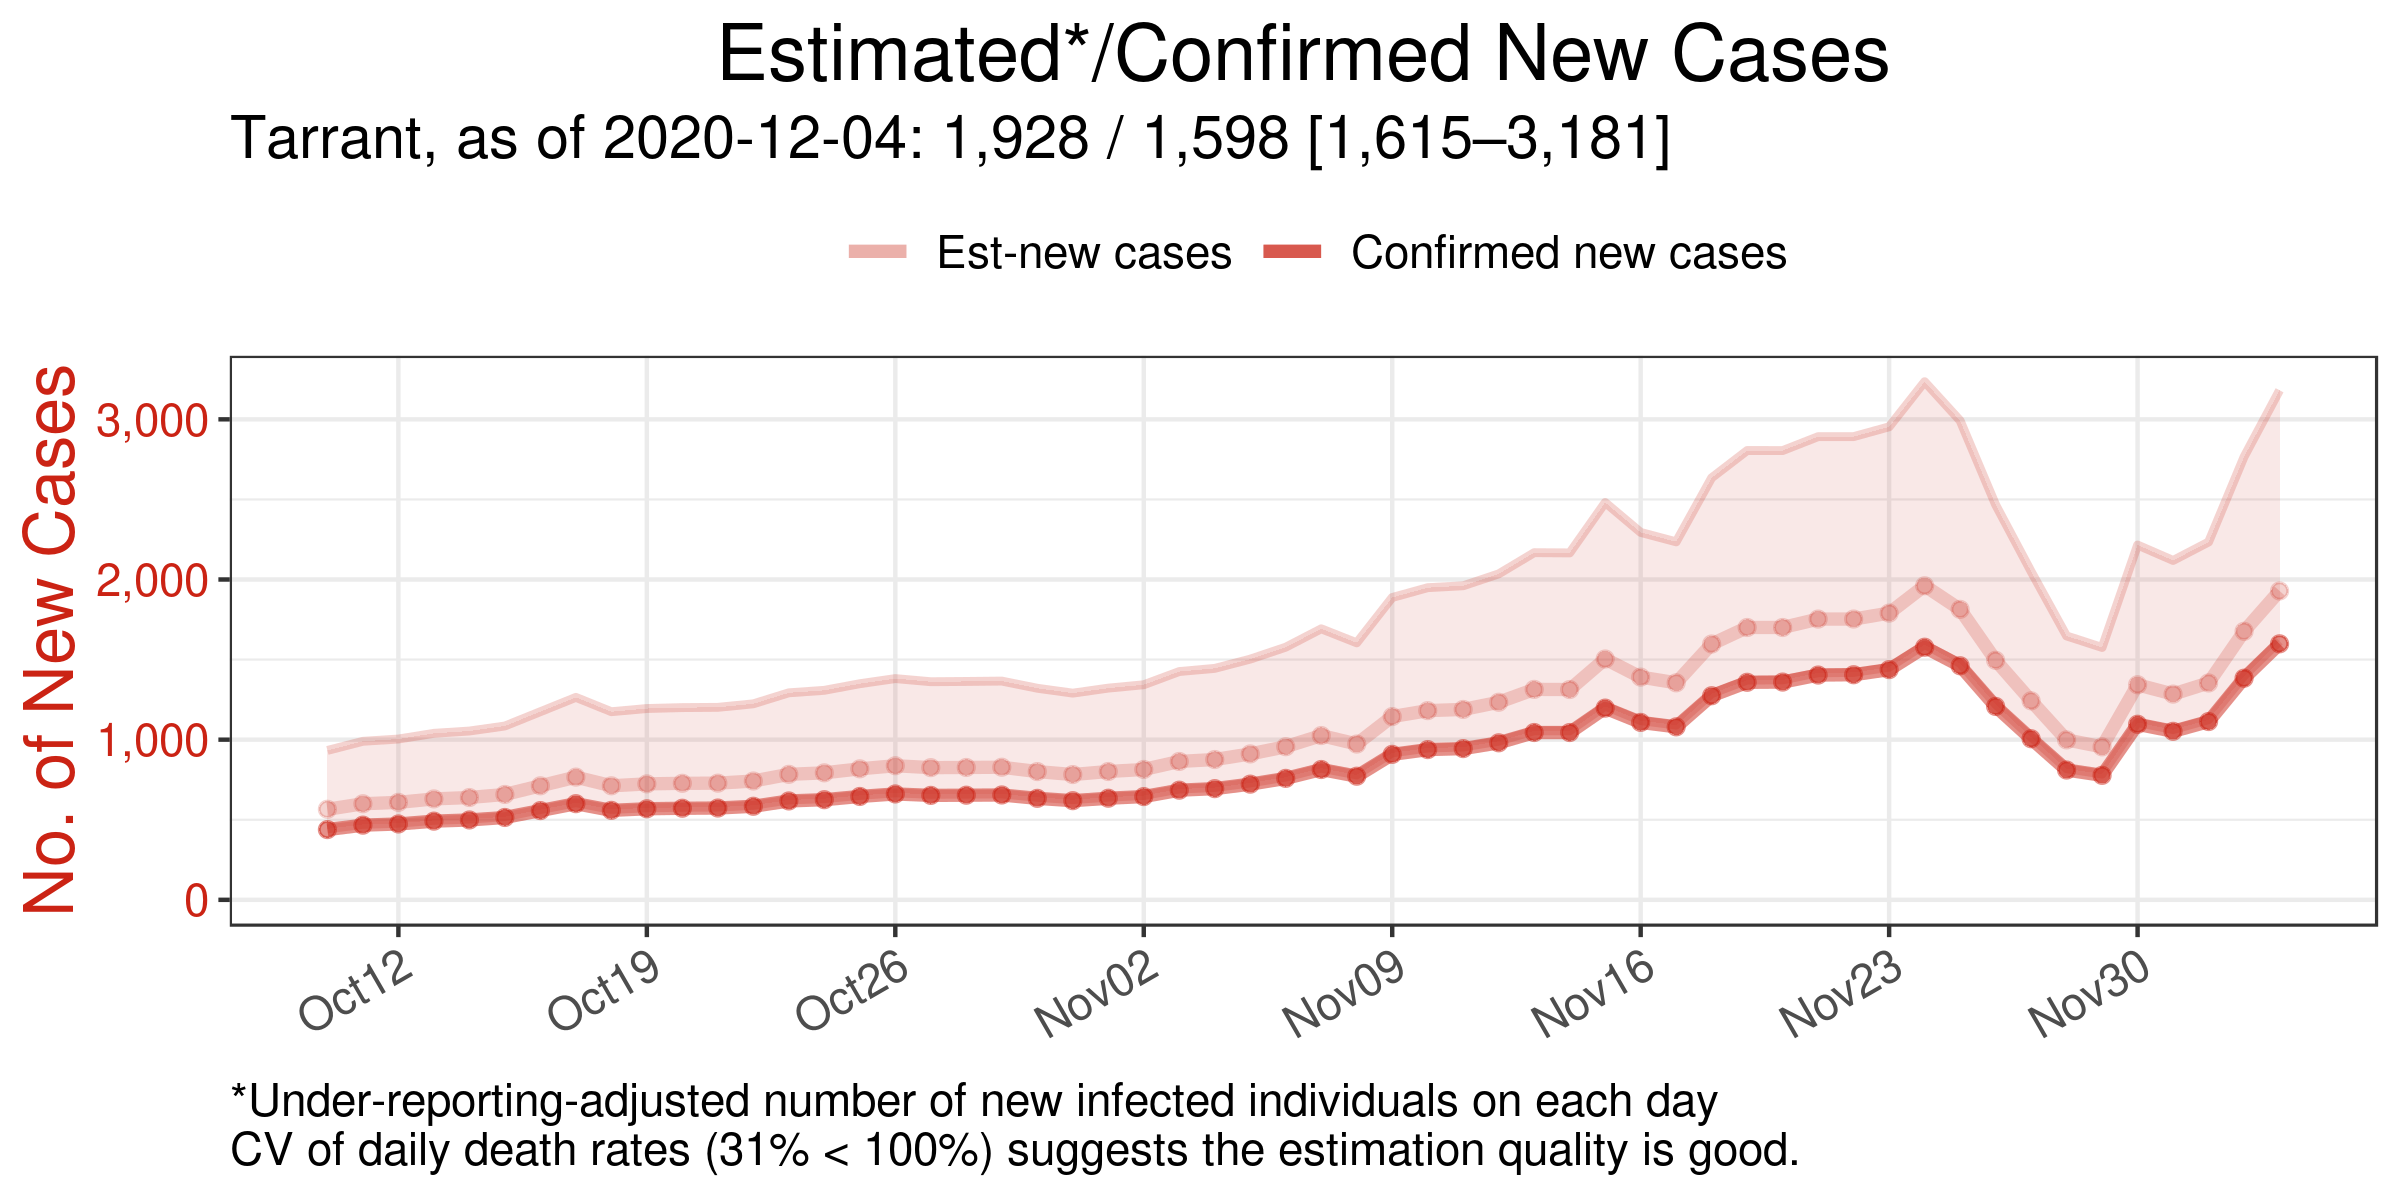 Estimated*/Confirmed New Cases
Tarrant, as of 2020-12-04: 1,928 / 1,598 [1,615–3,181]
Est-new cases
Confirmed new cases
No. of New Cases
3,000
2,000
1,000
0
Oct12
Oct19
Oct26
Nov02
Nov09
Nov16
Nov23
Nov30
*Under-reporting-adjusted number of new infected individuals on each day
CV of daily death rates (31% < 100%) suggests the estimation quality is good.